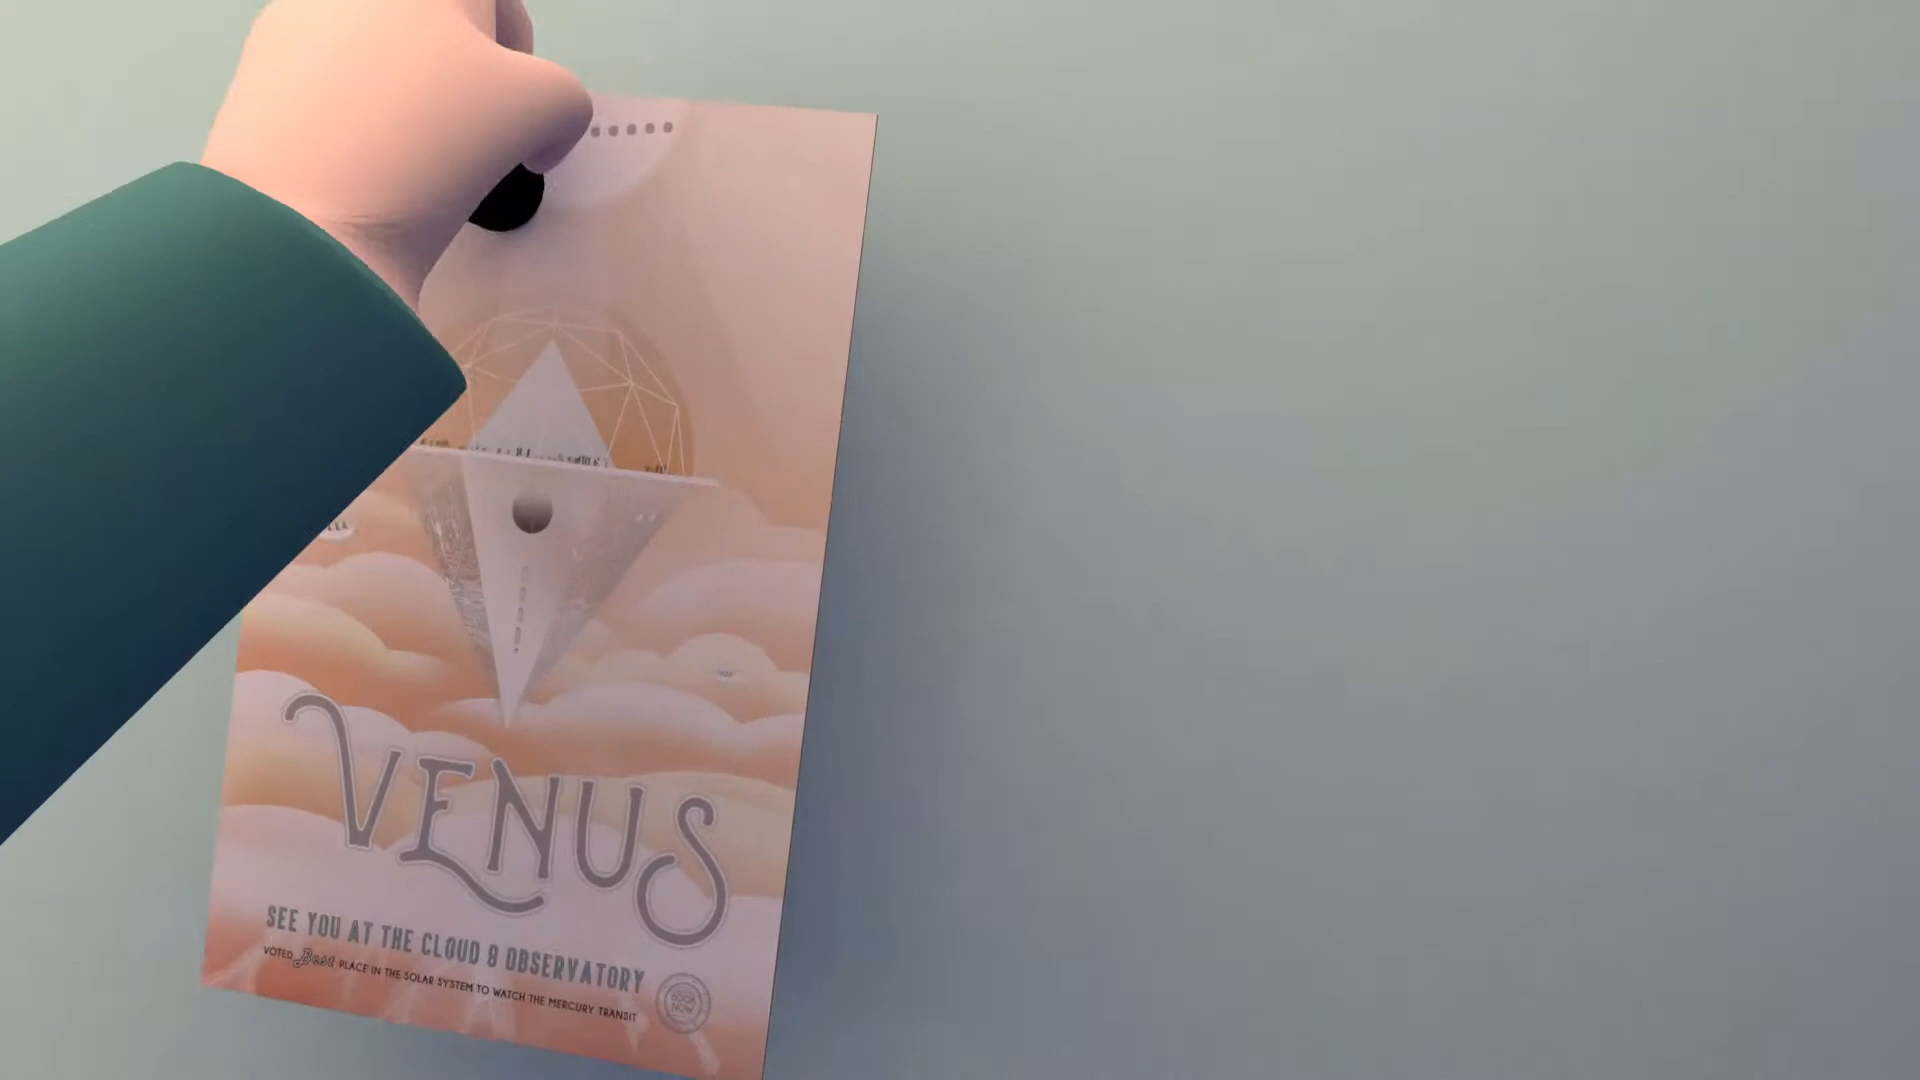 VENUS
SEE YOU AT THE CLOUD 9 OBSERVATORY
VOTED Best PLACE IN THE SOLAR SYSTEM TO WATCH THE MERCURY TRANSIT
BOOK
NOW